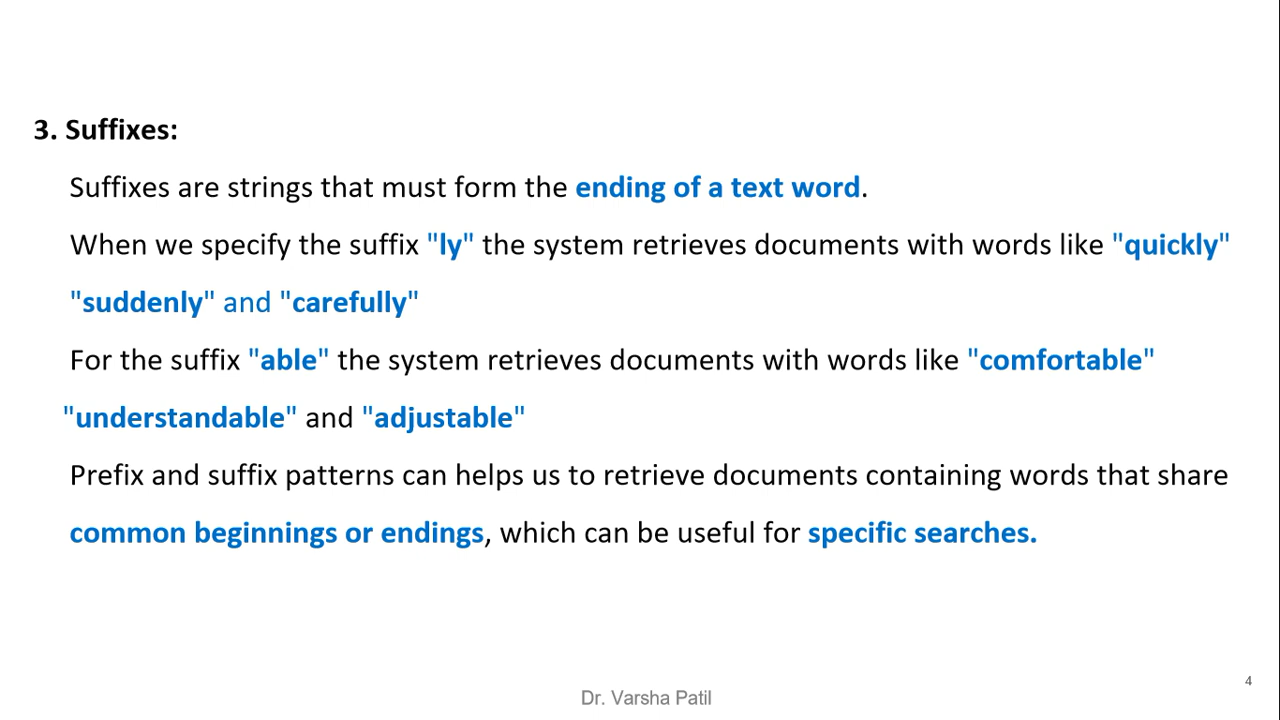 3. Suffixes:
Suffixes are strings that must form the ending of a text word.
When we specify the suffix "ly" the system retrieves documents with words like "quickly"
"suddenly" and "carefully"
For the suffix "able" the system retrieves documents with words like "comfortable"
"understandable" and "adjustable"
Prefix and suffix patterns can helps us to retrieve documents containing words that share
common beginnings or endings, which can be useful for specific searches.
4
Dr. Varsha Patil